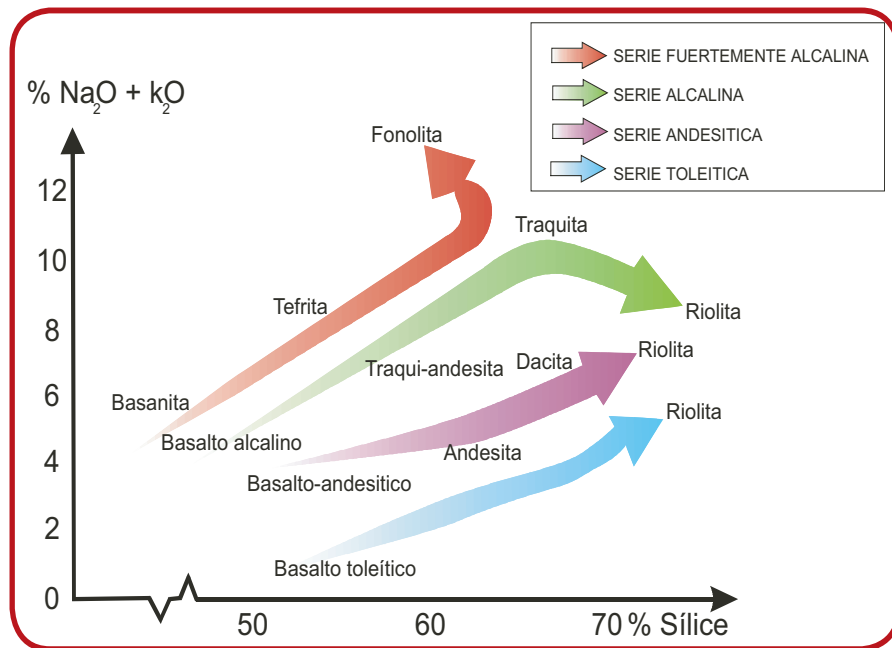 SERIE FUERTEMENTE ALCALINA
SERIE ALCALINA
SERIE ANDESITICA
SERIE TOLEITICA
% Na2O + k2O
Fonolita
12
Traquita
10
Tefrita
Riolita
8
Dacita
Riolita
Traqui-andesita
6
Basanita
Riolita
Basalto alcalino
Andesita
4
Basalto-andesitico
2
Basalto toleítico
0
50
60
70 % Sílice